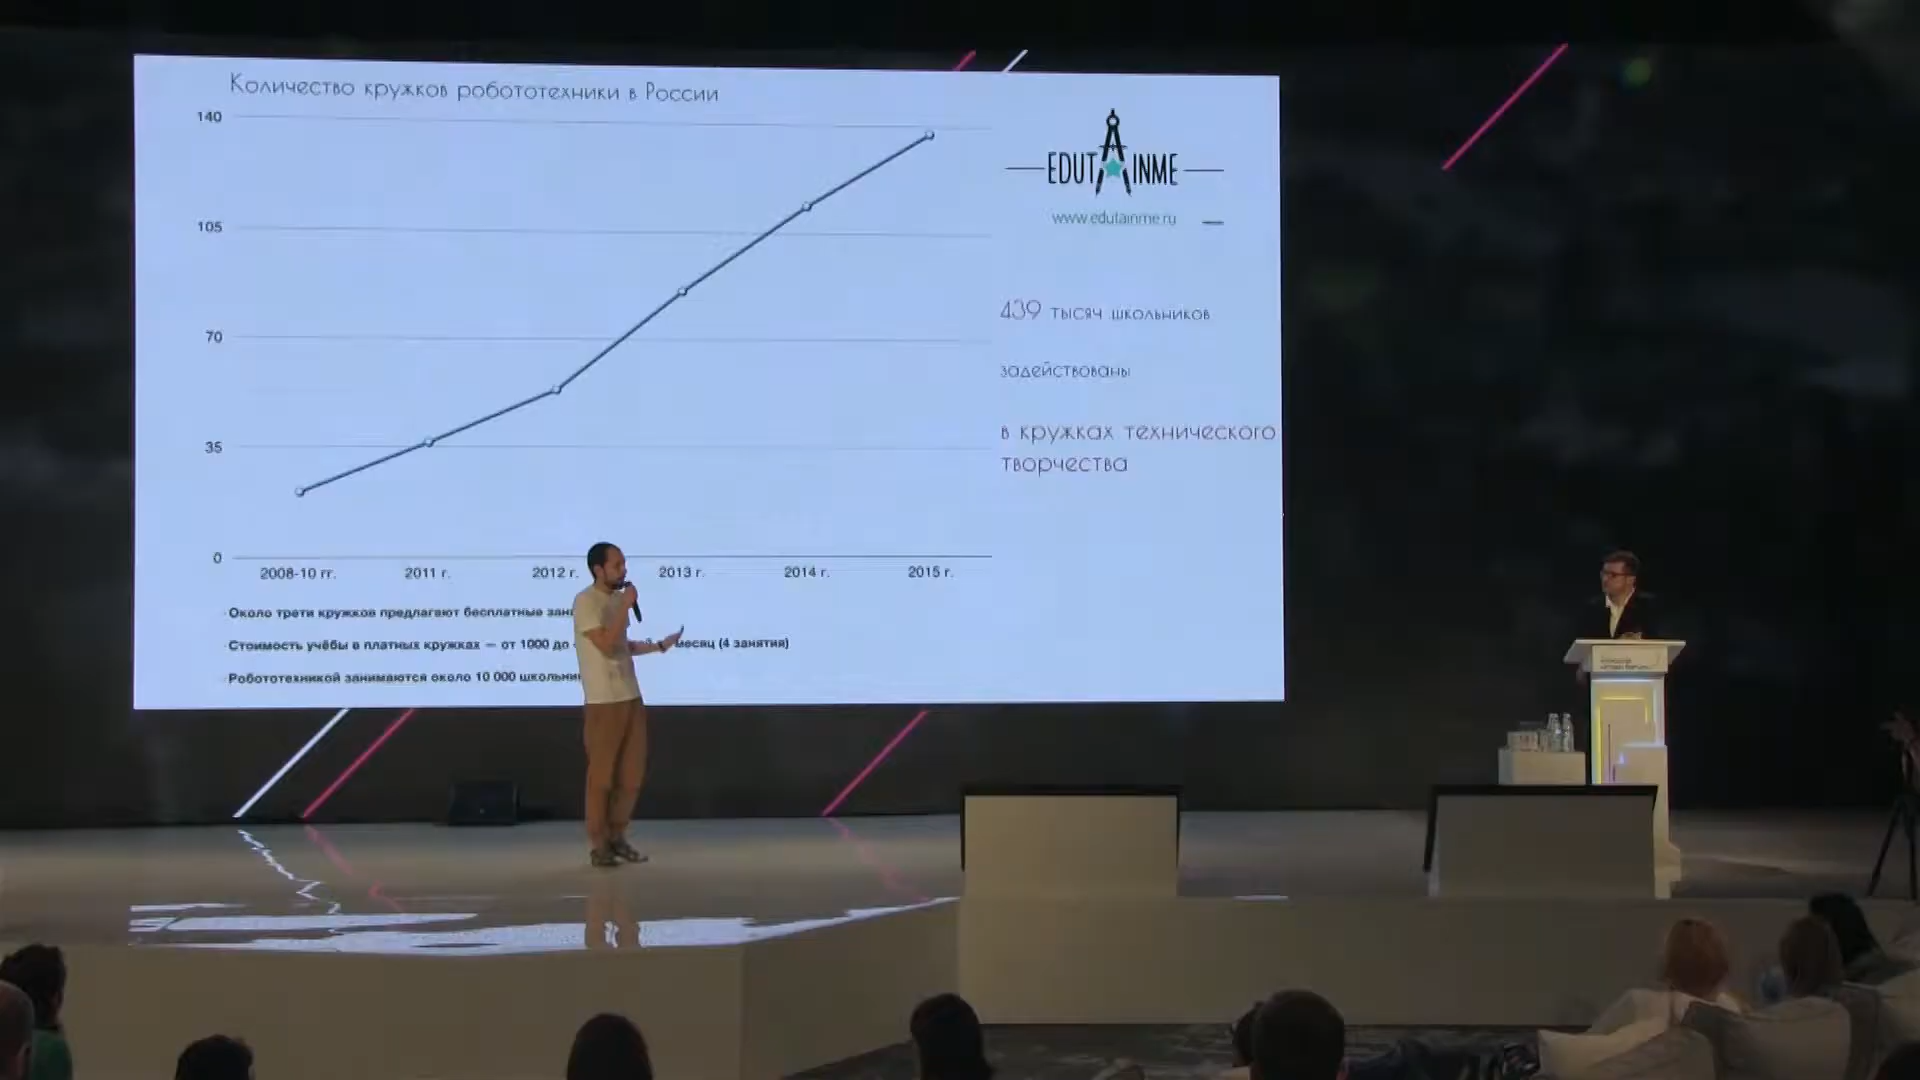 Количество кружков робототехники в России
140
105
70
35
0
2008-10 гг. 2011 г. 2012 г. 2013 г. 2014 г. 2015 г.
Около трети кружков предлагают бесплатные
Стоимость учёбы в платных кружках — от 1000 до месяц (4 занятия)
Робототехникой занимаются около 10 000
EDUTAINME
www.edutainme.ru
439 тысяч школьников
задействованы
в кружках технического
творчества